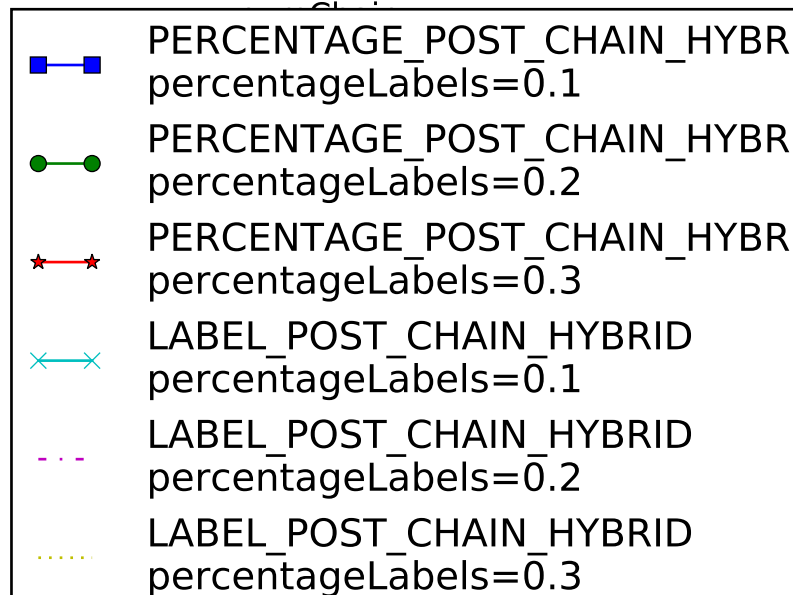 PERCENTAGE_POST_CHAIN_HYBR
percentageLabels=0.1
PERCENTAGE_POST_CHAIN_HYBR
percentageLabels=0.2
PERCENTAGE_POST_CHAIN_HYBR
percentageLabels=0.3
LABEL_POST_CHAIN_HYBRID
percentageLabels=0.1
LABEL_POST_CHAIN_HYBRID
percentageLabels=0.2
LABEL_POST_CHAIN_HYBRID
percentageLabels=0.3